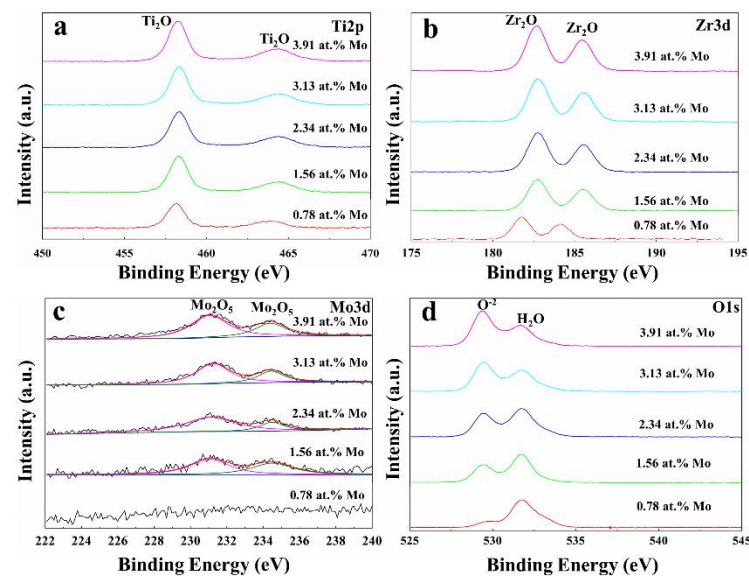 a
Ti2p
Ti₂O
Ti₂O
3.91 at.% Mo
3.13 at.% Mo
2.34 at.% Mo
1.56 at.% Mo
0.78 at.% Mo
Intensity (a.u.)
450 455 460 465 470
Binding Energy (eV)
b
Zr3d
Zr₂O
Zr₂O
3.91 at.% Mo
3.13 at.% Mo
2.34 at.% Mo
1.56 at.% Mo
0.78 at.% Mo
Intensity (a.u.)
175 180 185 190 195
Binding Energy (eV)
c
Mo3d
Mo₂O₅
Mo₂O₅
3.91 at.% Mo
3.13 at.% Mo
2.34 at.% Mo
1.56 at.% Mo
0.78 at.% Mo
Intensity (a.u.)
222 224 226 228 230 232 234 236 238 240
Binding Energy (eV)
d
O1s
O⁻²
H₂O
3.91 at.% Mo
3.13 at.% Mo
2.34 at.% Mo
1.56 at.% Mo
0.78 at.% Mo
Intensity (a.u.)
525 530 535 540 545
Binding Energy (eV)